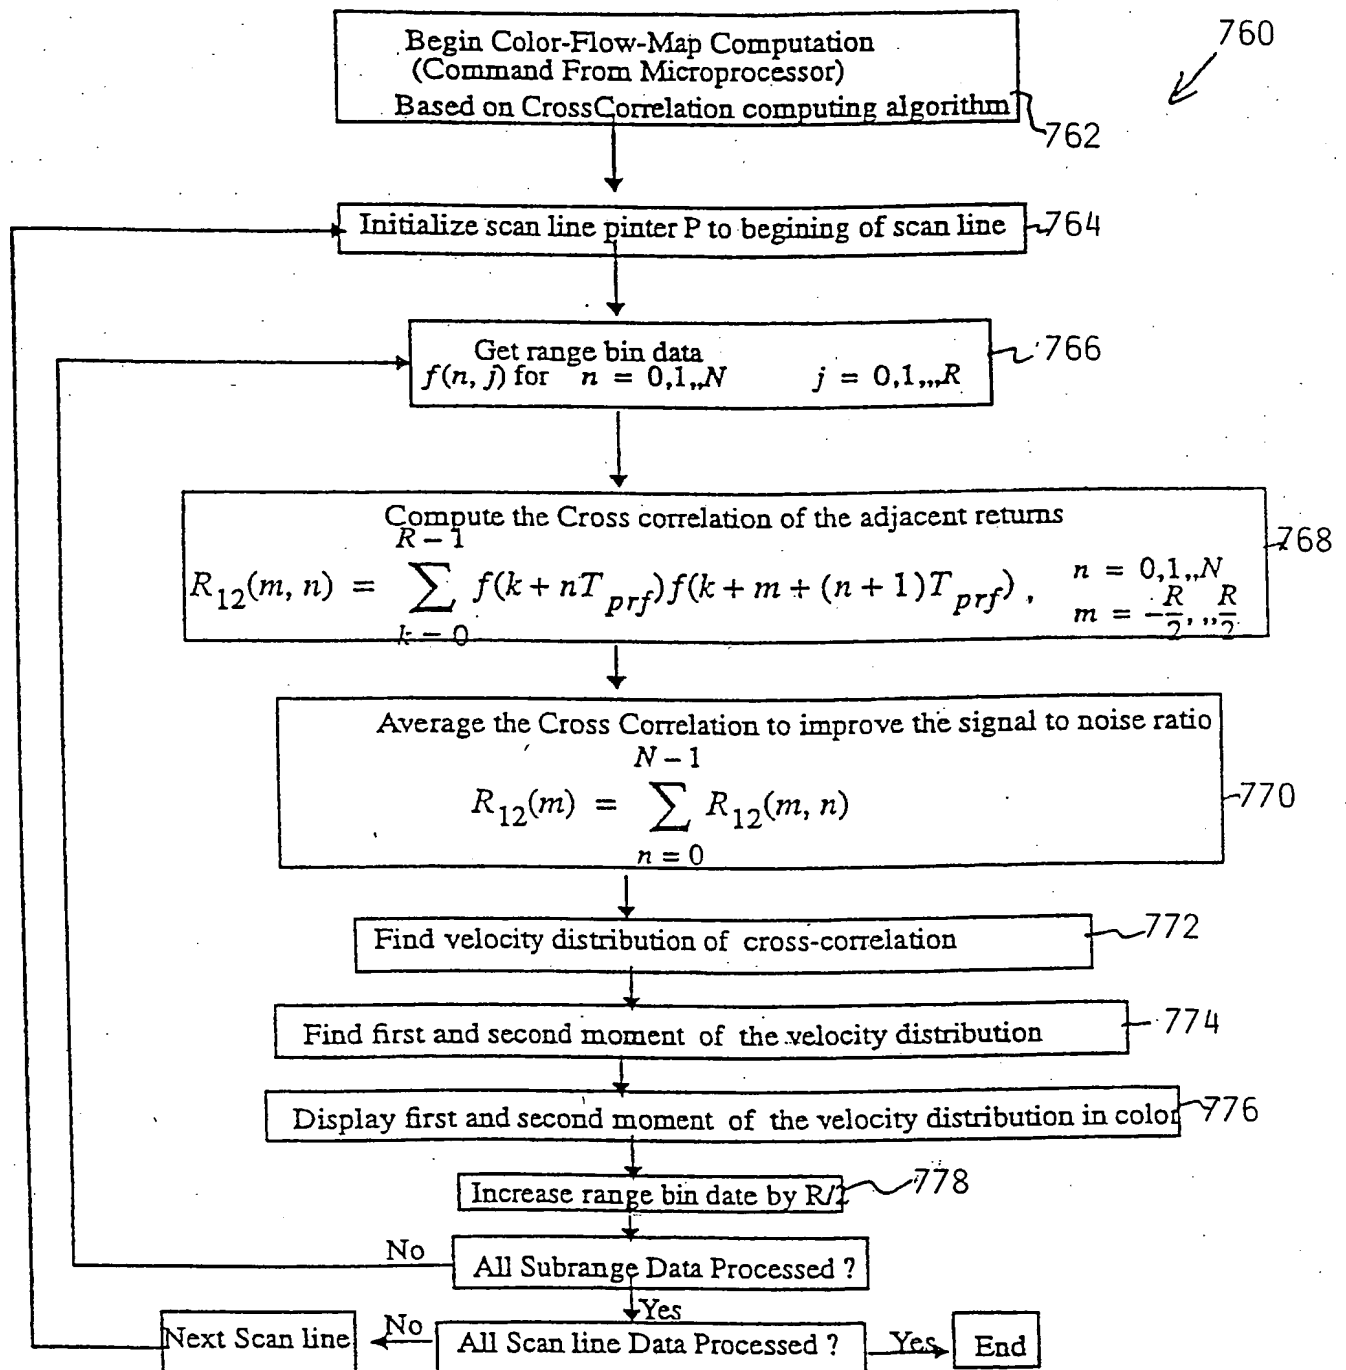 760
Begin Color-Flow-Map Computation
(Command From Microprocessor)
Based on CrossCorrelation computing algorithm
762
Initialize scan line pinter P to begining of scan line
764
Get range bin data
f(n, j) for n = 0,1,,N j = 0,1,,,R
766
Compute the Cross correlation of the adjacent returns
R₁₂(m, n) = ∑_{k=0}^{R-1} f(k + nT_prf)f(k + m + (n + 1)T_prf) , n = 0,1,,N
m = -R/2, ,,R/2
768
Average the Cross Correlation to improve the signal to noise ratio
R₁₂(m) = ∑_{n=0}^{N-1} R₁₂(m, n)
770
Find velocity distribution of cross-correlation
772
Find first and second moment of the velocity distribution
774
Display first and second moment of the velocity distribution in color
776
Increase range bin date by R/2
778
No
All Subrange Data Processed ?
Yes
Next Scan line
No
All Scan line Data Processed ?
Yes
End